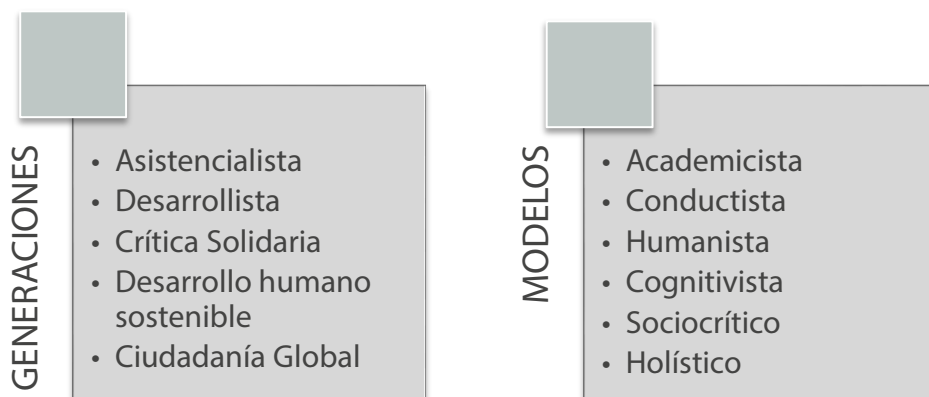 GENERACIONES
• Asistencialista
• Desarrollista
• Crítica Solidaria
• Desarrollo humano
sostenible
• Ciudadanía Global
MODELOS
• Academicista
• Conductista
• Humanista
• Cognitivista
• Sociocrítico
• Holístico